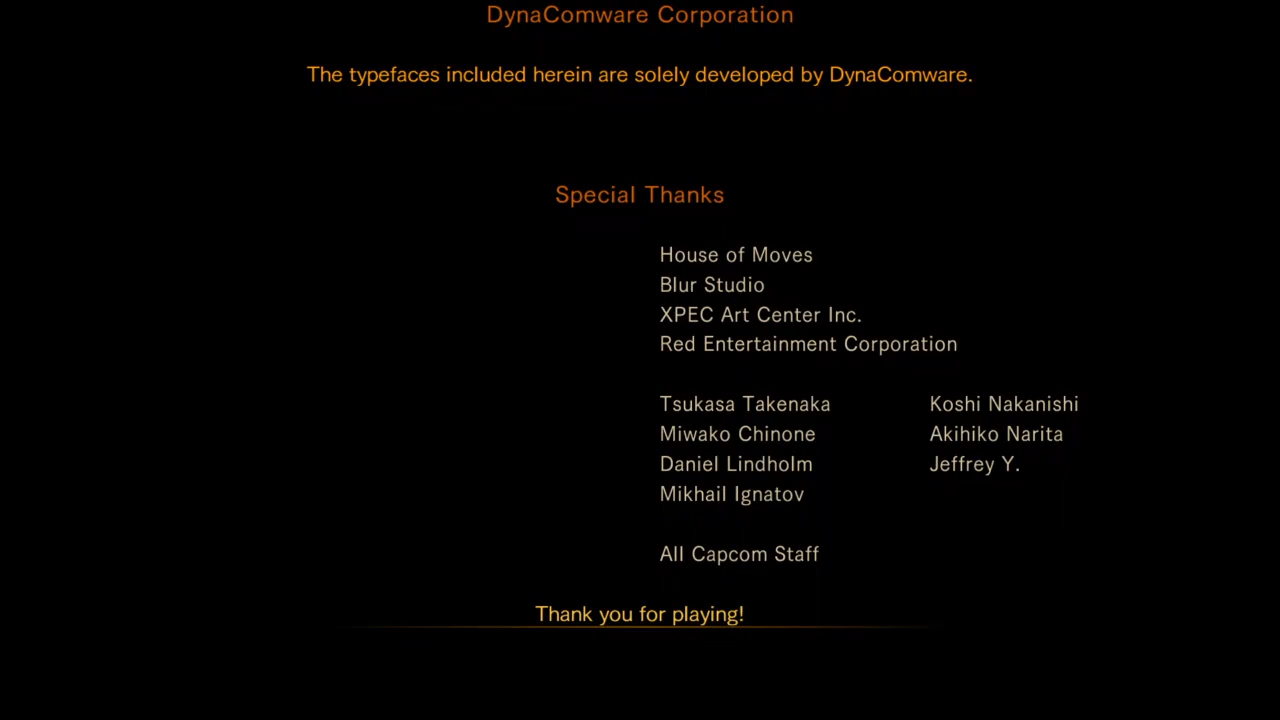 DynaComware Corporation
The typefaces included herein are solely developed by DynaComware.
Special Thanks
House of Moves
Blur Studio
XPEC Art Center Inc.
Red Entertainment Corporation
Tsukasa Takenaka Koshi Nakanishi
Miwako Chinone Akihiko Narita
Daniel Lindholm Jeffrey Y.
Mikhail Ignatov
All Capcom Staff
Thank you for playing!